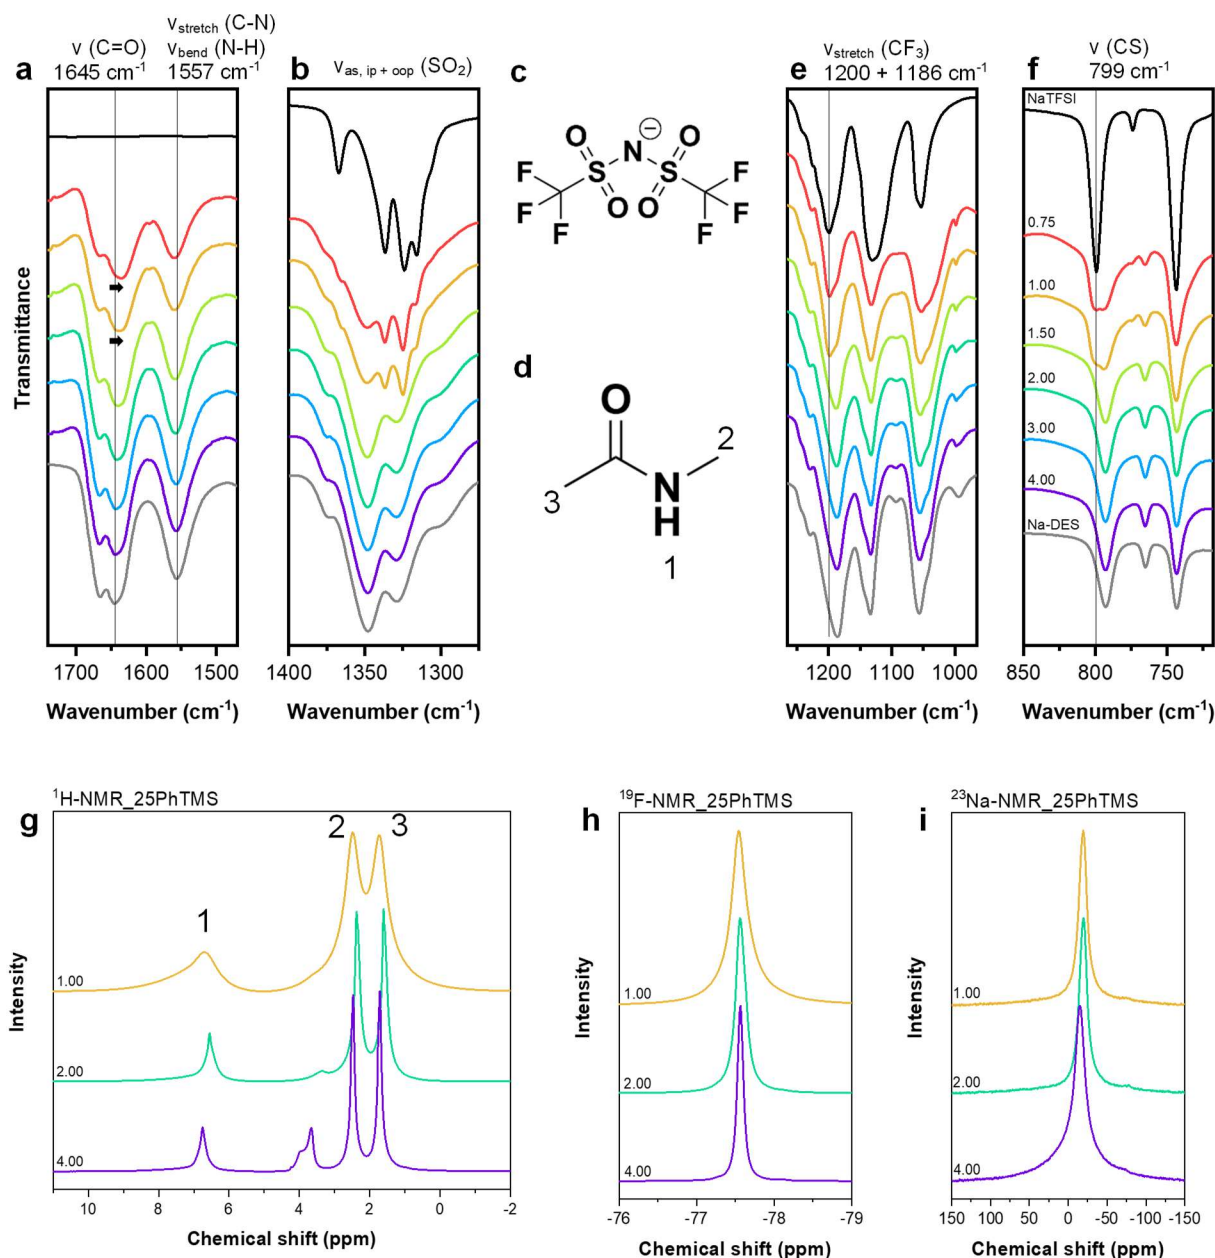 a
ν (C=O)
1645 cm⁻¹
νstretch (C-N)
νbend (N-H)
1557 cm⁻¹
b
νas, ip + oop (SO₂)
c
e
νstretch (CF₃)
1200 + 1186 cm⁻¹
f
ν (CS)
799 cm⁻¹
Transmittance
1700 1600 1500
Wavenumber (cm⁻¹)
1400 1350 1300
Wavenumber (cm⁻¹)
O ⊖ O
F S N S F
F F O O F F
d
O
3 N 2
H
1
1200 1100 1000
Wavenumber (cm⁻¹)
NaTFSI
0.75
1.00
1.50
2.00
3.00
4.00
Na-DES
850 800 750
Wavenumber (cm⁻¹)
g
¹H-NMR_25PhTMS
1
2 3
1.00
2.00
4.00
Intensity
10 8 6 4 2 0 -2
Chemical shift (ppm)
h
¹⁹F-NMR_25PhTMS
1.00
2.00
4.00
Intensity
-76 -77 -78 -79
Chemical shift (ppm)
i
²³Na-NMR_25PhTMS
1.00
2.00
4.00
Intensity
150 100 50 0 -50 -100 -150
Chemical shift (ppm)